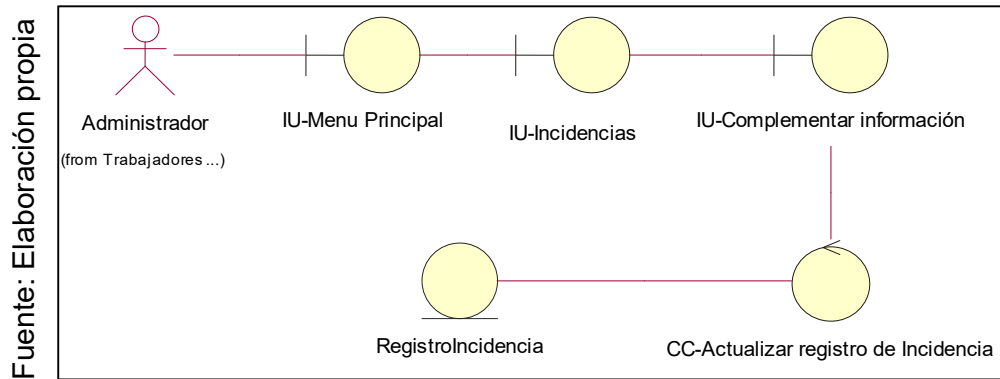 Fuente: Elaboración propia
Administrador
(from Trabajadores ...)
IU-Menu Principal
IU-Incidencias
IU-Complementar información
RegistroIncidencia
CC-Actualizar registro de Incidencia